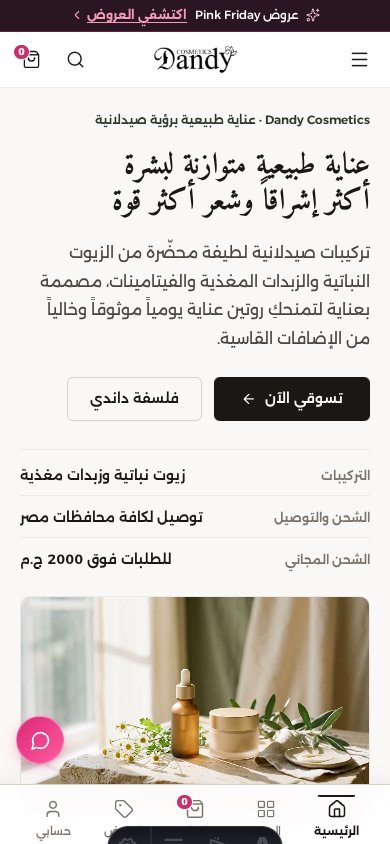 عروض Pink Friday اكتشفي العروض
0
COSMETICS
Dandy
Dandy Cosmetics · عناية طبيعية برؤية صيدلانية
عناية طبيعية متوازنة لبشرة
أكثر إشراقاً وشعر أكثر قوة
تركيبات صيدلانية لطيفة محضّرة من الزيوت
النباتية والزبدات المغذية والفيتامينات، مصممة
بعناية لتمنحكِ روتين عناية يومياً موثوقاً وخالياً
من الإضافات القاسية.
تسوقي الآن
فلسفة داندي
التركيبات
زيوت نباتية وزبدات مغذية
الشحن والتوصيل
توصيل لكافة محافظات مصر
الشحن المجاني
للطلبات فوق 2000 ج.م
0
الرئيسية
حسابي